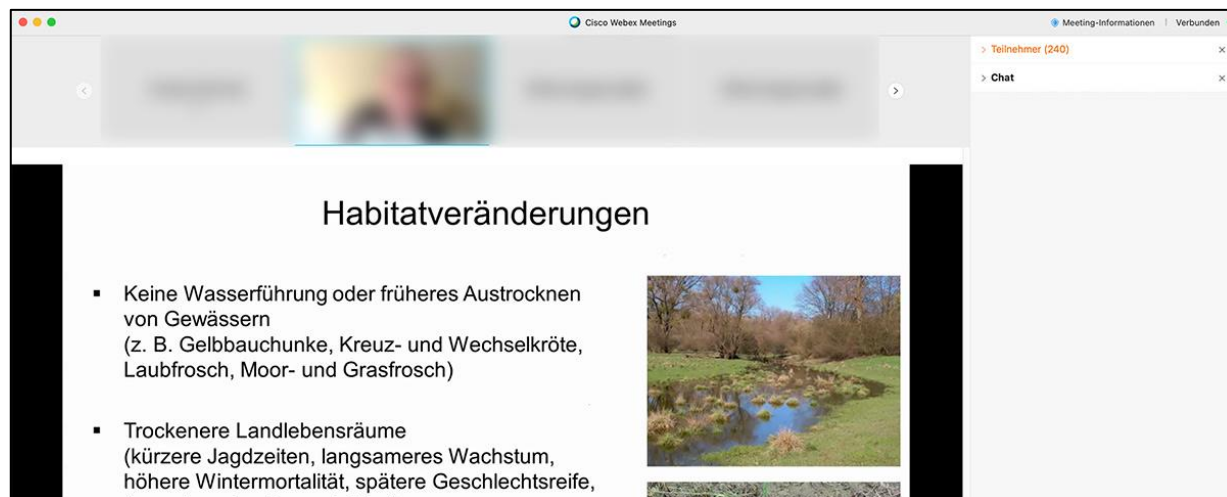 Cisco Webex Meetings
Meeting-Informationen
Verbunden
Teilnehmer (240)
Chat
Habitatveränderungen
Keine Wasserführung oder früheres Austrocknen
von Gewässern
(z. B. Gelbbauchunke, Kreuz- und Wechselkröte,
Laubfrosch, Moor- und Grasfrosch)
Trockenere Landlebensräume
(kürzere Jagdzeiten, langsameres Wachstum,
höhere Wintermortalität, spätere Geschlechtsreife,